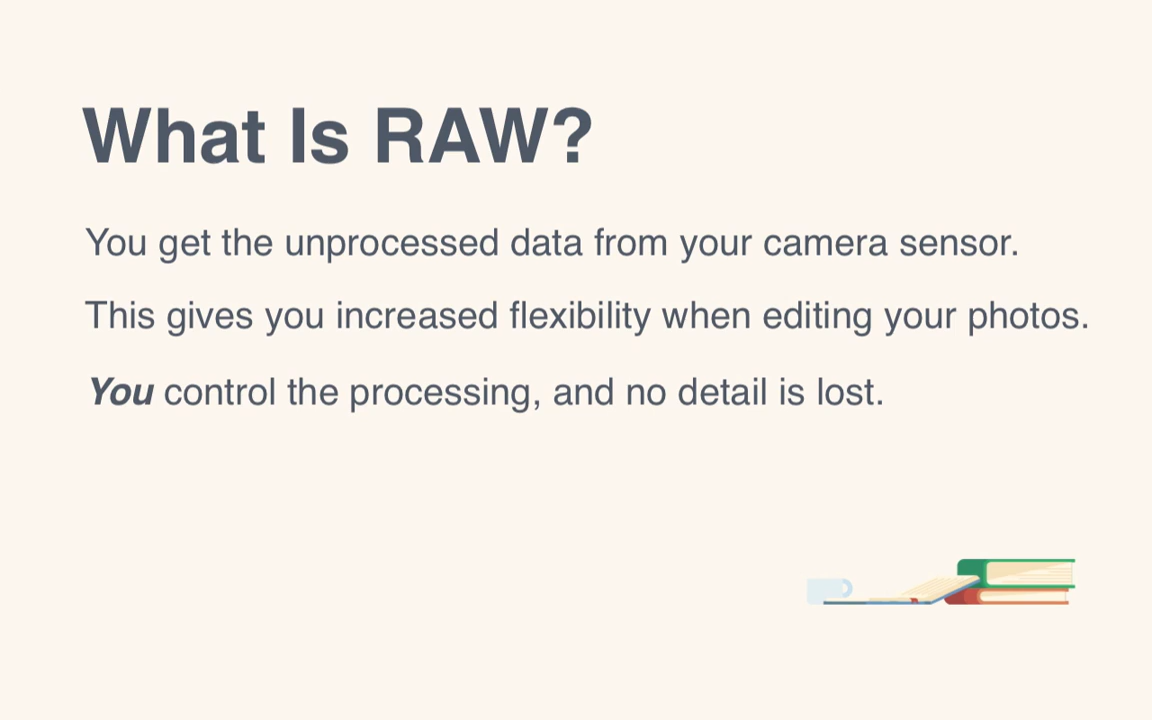 What Is RAW?
You get the unprocessed data from your camera sensor.
This gives you increased flexibility when editing your photos.
You control the processing, and no detail is lost.